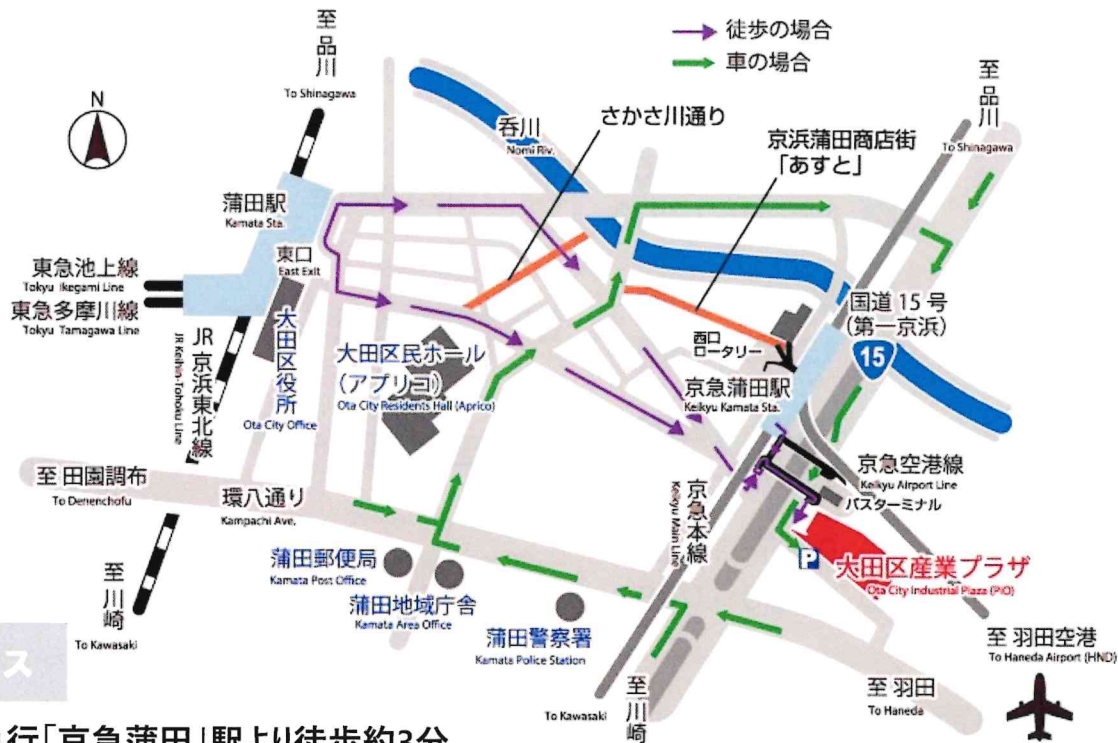 徒歩の場合
車の場合
N
至 品川
To Shinagawa
呑川
Nomi Riv.
さかさ川通り
京浜蒲田商店街
「あすと」
至 品川
To Shinagawa
蒲田駅
Kamata Sta.
東口
East Exit
東急池上線
Tokyu Ikegami Line
東急多摩川線
Tokyu Tamagawa Line
JR 京浜東北線
JR Keihin-Tohoku Line
大田区役所
Ota City Office
大田区民ホール
(アプリコ)
Ota City Residents Hall (Aprico)
西口
ロータリー
国道 15 号
(第一京浜)
15
京急蒲田駅
Keikyu Kamata Sta.
京急空港線
Keikyu Airport Line
バスターミナル
京急本線
Keikyu Main Line
至 田園調布
To Denenchofu
環八通り
Kampachi Ave.
P
大田区産業プラザ
Ota City Industrial Plaza (PiO)
蒲田郵便局
Kamata Post Office
蒲田地域庁舎
Kamata Area Office
蒲田警察署
Kamata Police Station
至 川崎
To Kawasaki
至 川崎
To Kawasaki
至 羽田
To Haneda
至 羽田空港
To Haneda Airport (HND)
ス
行「京急蒲田」駅より徒歩約3分